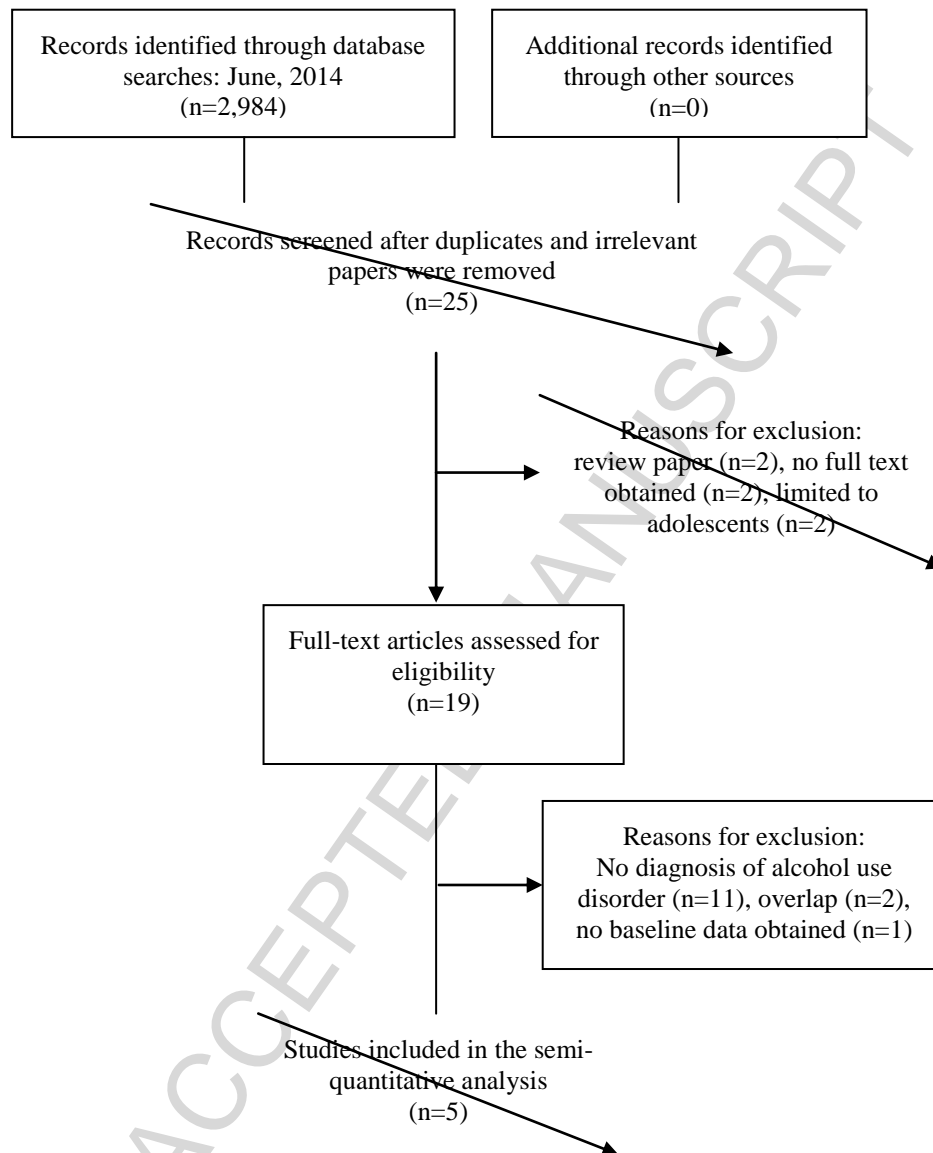 Records identified through database
searches: June, 2014
(n=2,984)
Additional records identified
through other sources
(n=0)
Records screened after duplicates and irrelevant
papers were removed
(n=25)
Reasons for exclusion:
review paper (n=2), no full text
obtained (n=2), limited to
adolescents (n=2)
Full-text articles assessed for
eligibility
(n=19)
Reasons for exclusion:
No diagnosis of alcohol use
disorder (n=11), overlap (n=2),
no baseline data obtained (n=1)
Studies included in the semi-
quantitative analysis
(n=5)
ACCEPTED MANUSCRIPT